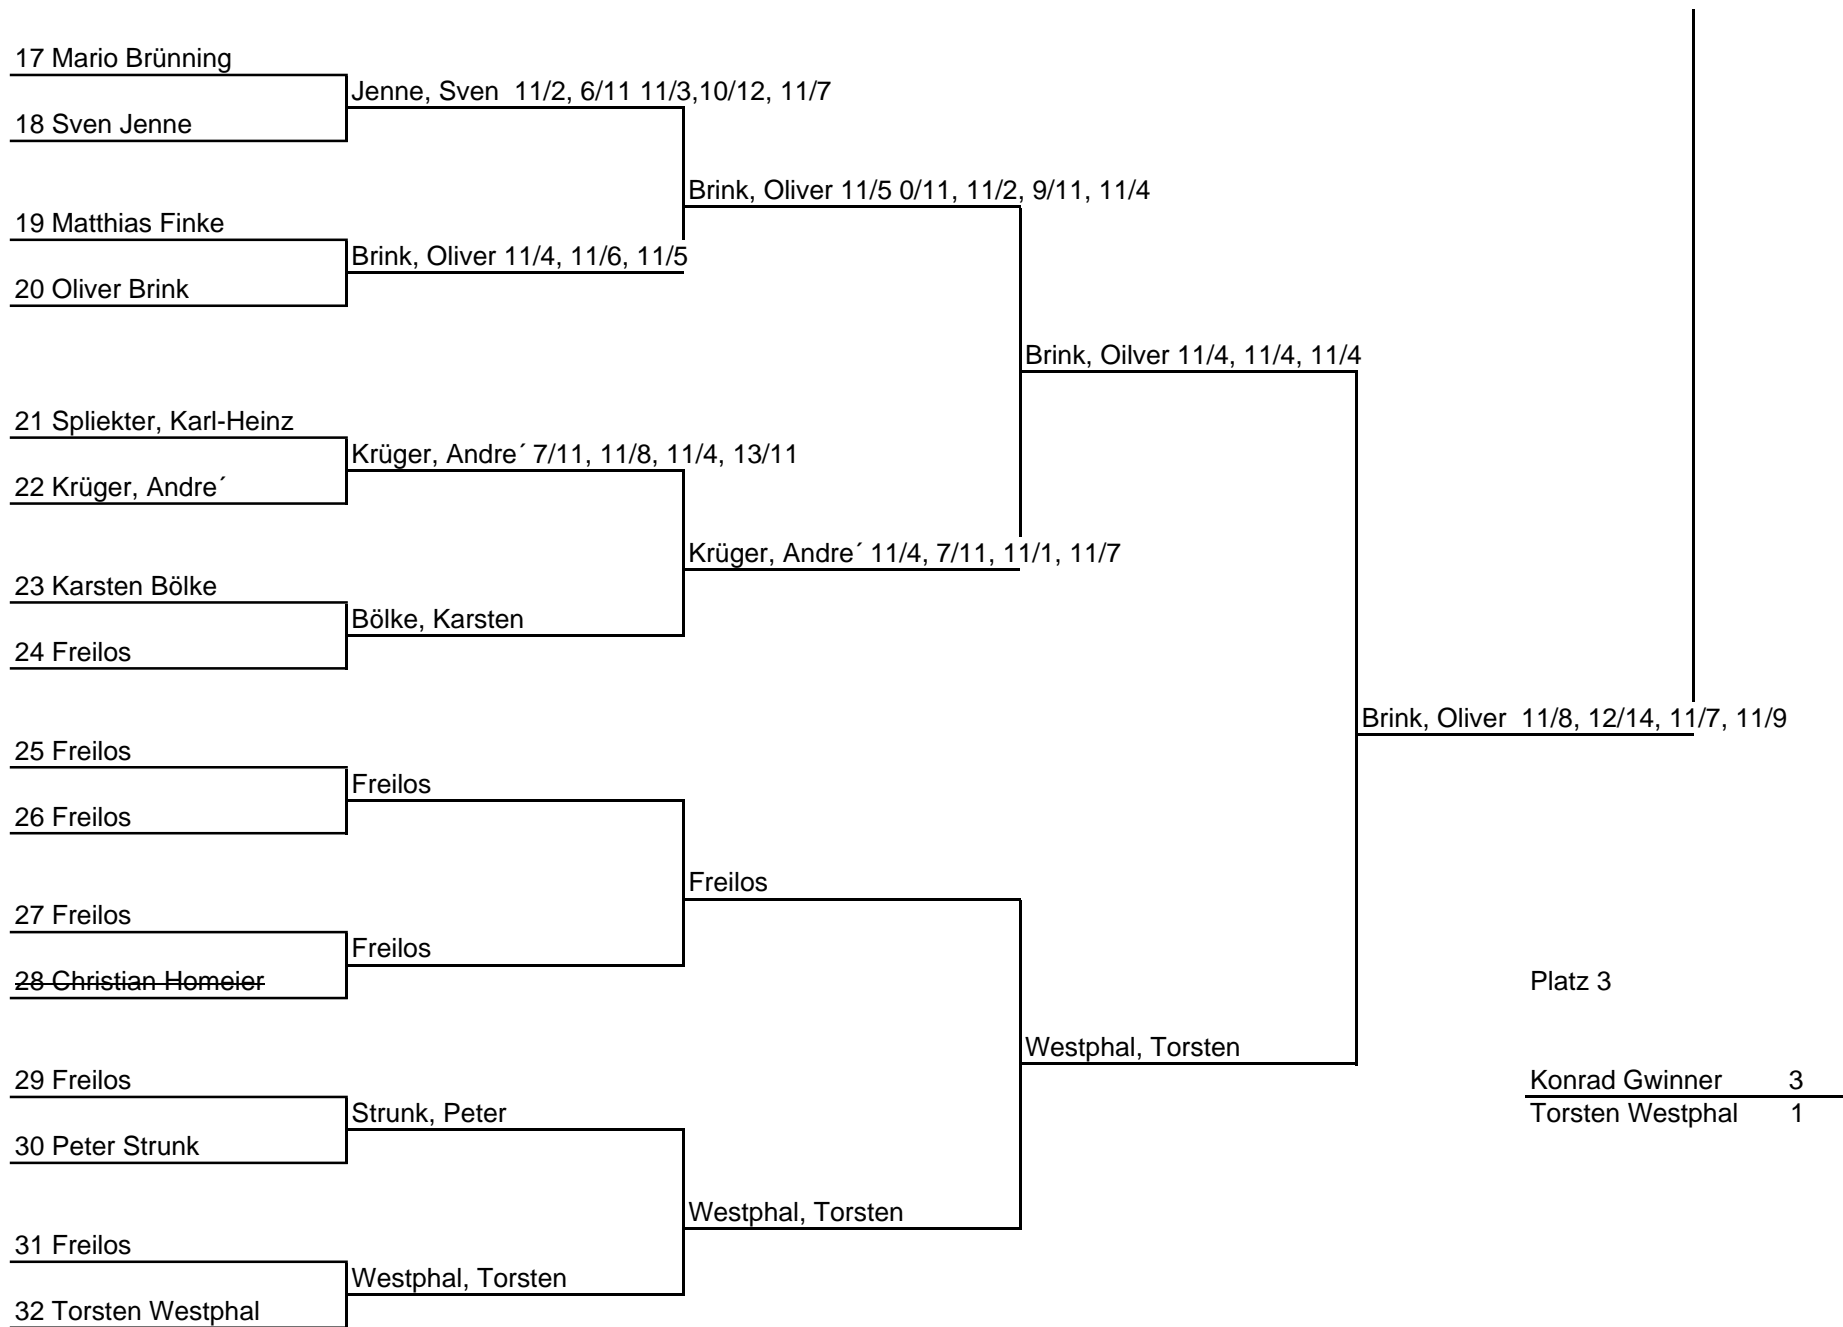 17 Mario Brünning
Jenne, Sven  11/2, 6/11 11/3,10/12, 11/7
18 Sven Jenne
Brink, Oliver 11/5 0/11, 11/2, 9/11, 11/4
19 Matthias Finke
Brink, Oliver 11/4, 11/6, 11/5
20 Oliver Brink
Brink, Oilver 11/4, 11/4, 11/4
21 Spliekter, Karl-Heinz
Krüger, Andre´ 7/11, 11/8, 11/4, 13/11
22 Krüger, Andre´
Krüger, Andre´ 11/4, 7/11, 11/1, 11/7
23 Karsten Bölke
Bölke, Karsten
24 Freilos
Brink, Oliver  11/8, 12/14, 11/7, 11/9
25 Freilos
Freilos
26 Freilos
Freilos
27 Freilos
Freilos
28 Christian Homeier
Platz 3
Westphal, Torsten
29 Freilos
Konrad Gwinner 3
Strunk, Peter
Torsten Westphal 1
30 Peter Strunk
Westphal, Torsten
31 Freilos
Westphal, Torsten
32 Torsten Westphal